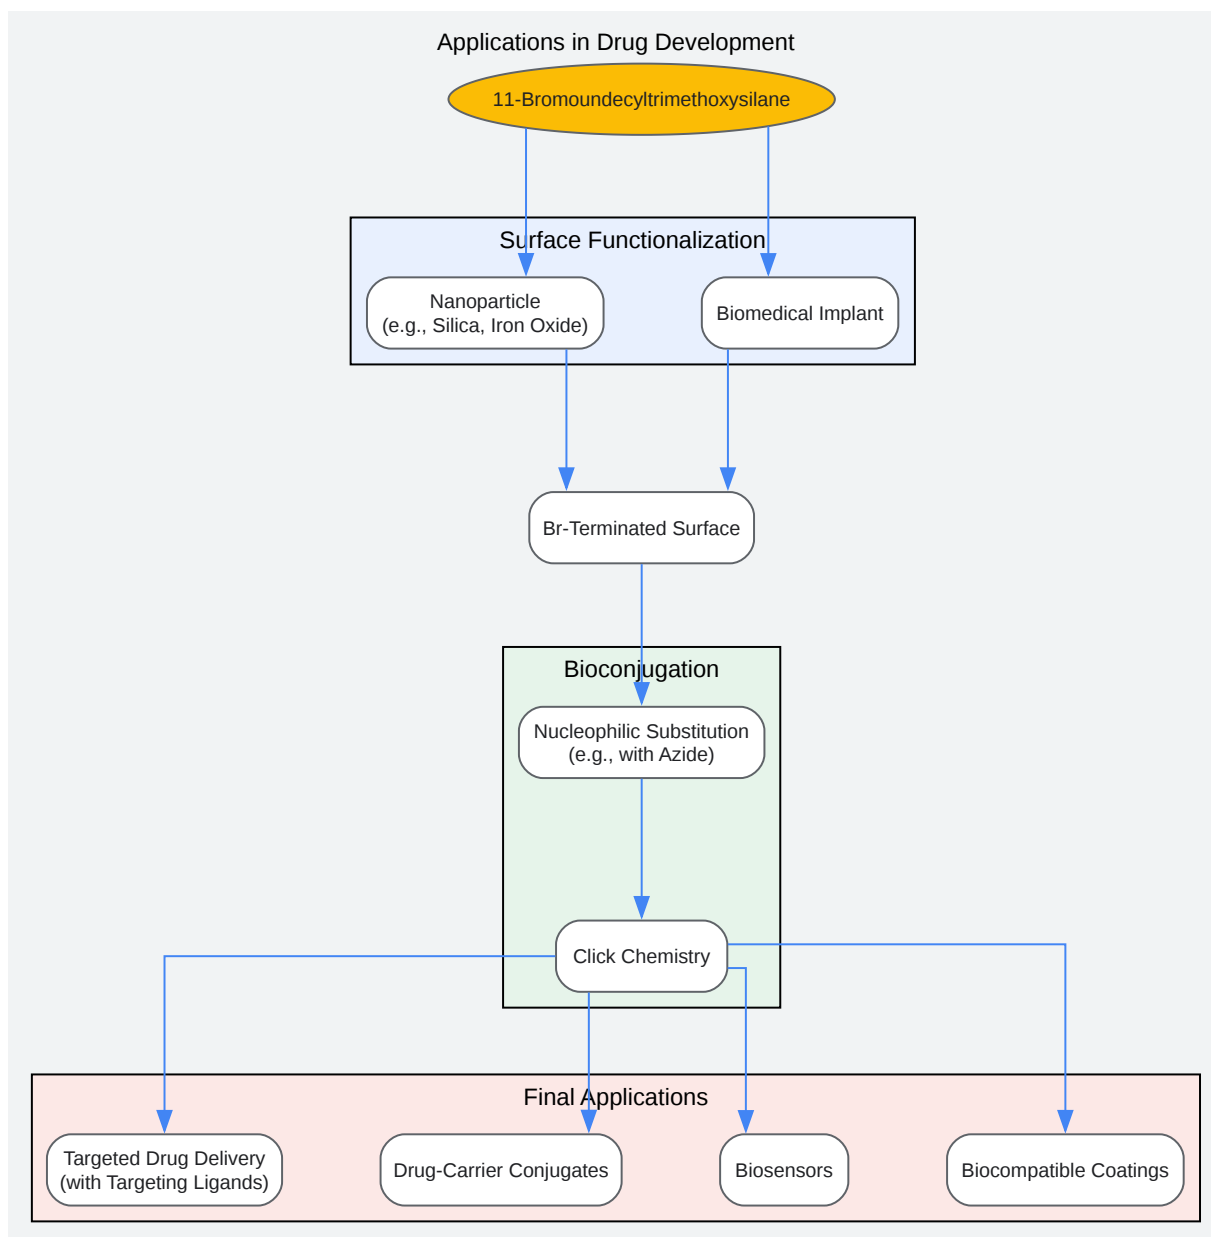 Applications in Drug Development
11-Bromoundecyltrimethoxysilane
Surface Functionalization
Nanoparticle
(e.g., Silica, Iron Oxide)
Biomedical Implant
Br-Terminated Surface
Bioconjugation
Nucleophilic Substitution
(e.g., with Azide)
Click Chemistry
Final Applications
Targeted Drug Delivery
(with Targeting Ligands)
Drug-Carrier Conjugates
Biosensors
Biocompatible Coatings